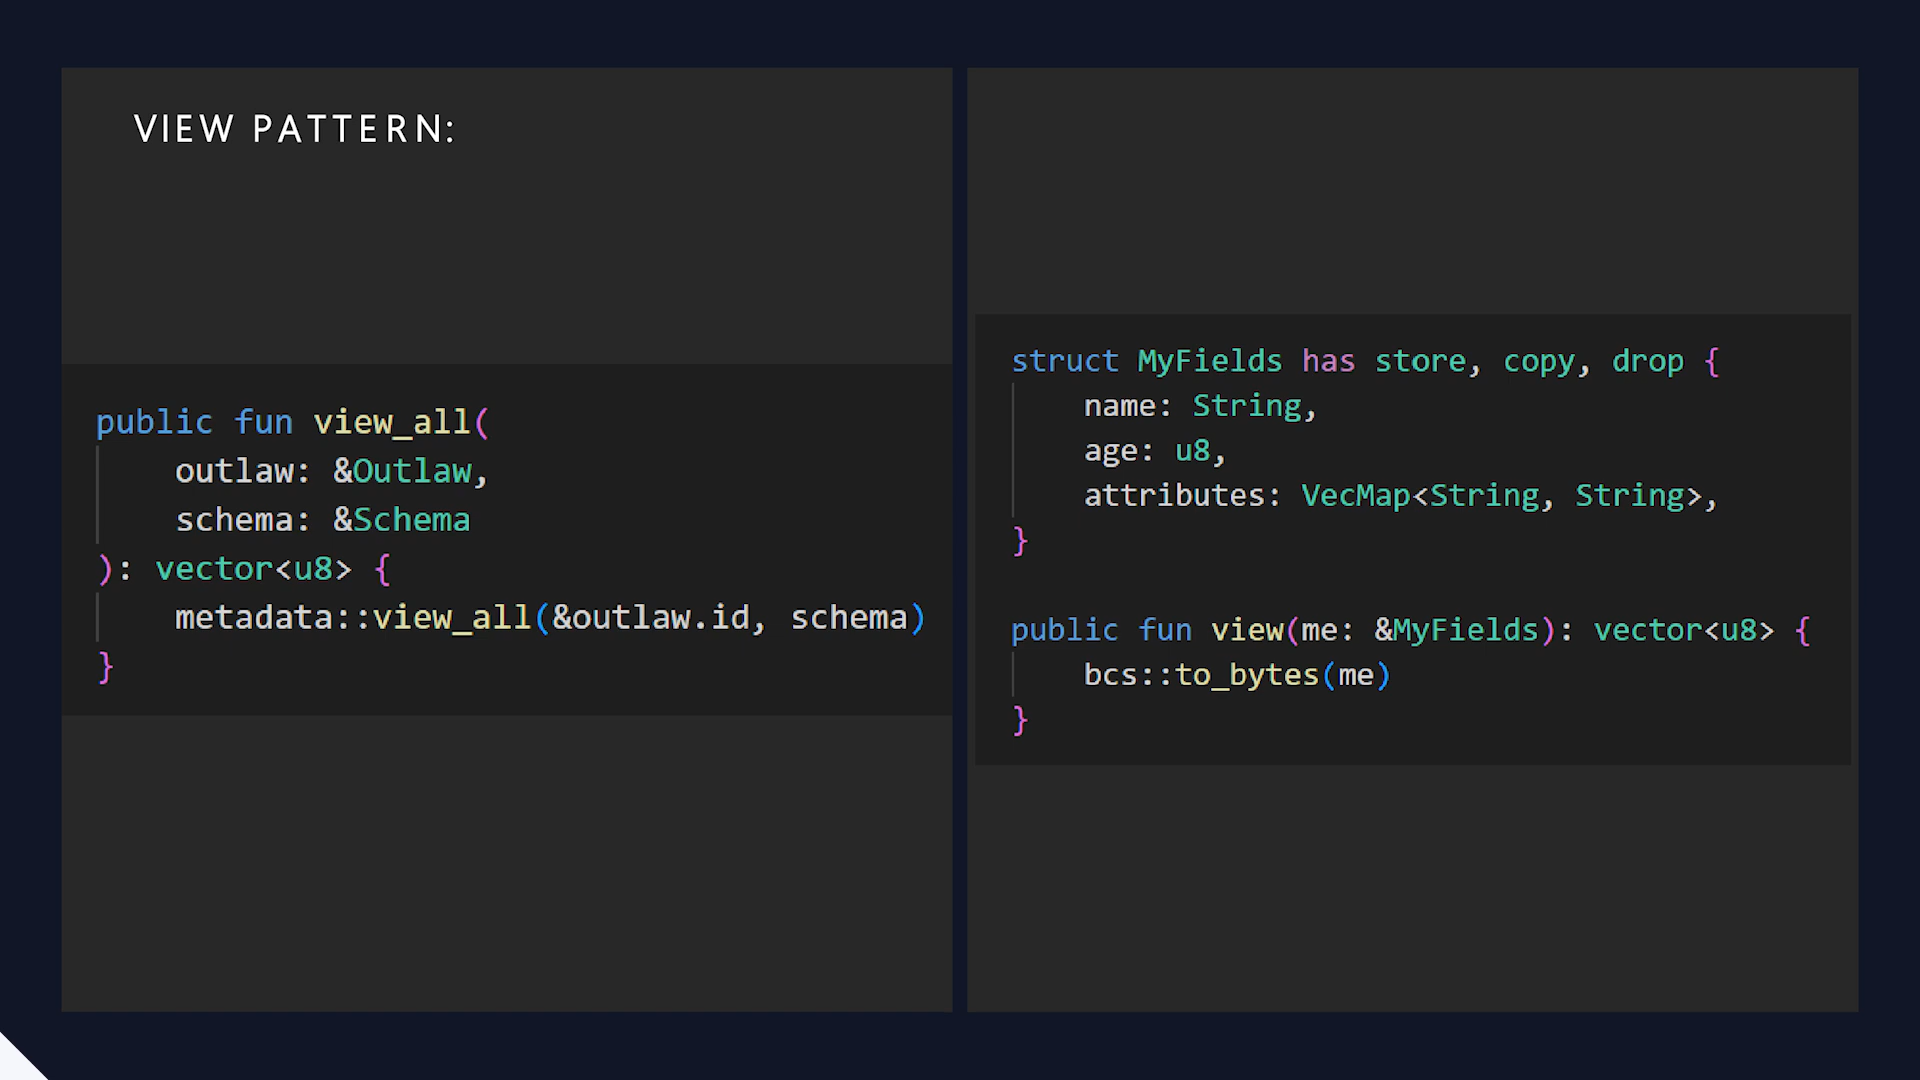 VIEW PATTERN:
public fun view_all(
    outlaw: &Outlaw,
    schema: &Schema
): vector<u8> {
    metadata::view_all(&outlaw.id, schema)
}
struct MyFields has store, copy, drop {
    name: String,
    age: u8,
    attributes: VecMap<String, String>,
}
public fun view(me: &MyFields): vector<u8> {
    bcs::to_bytes(me)
}